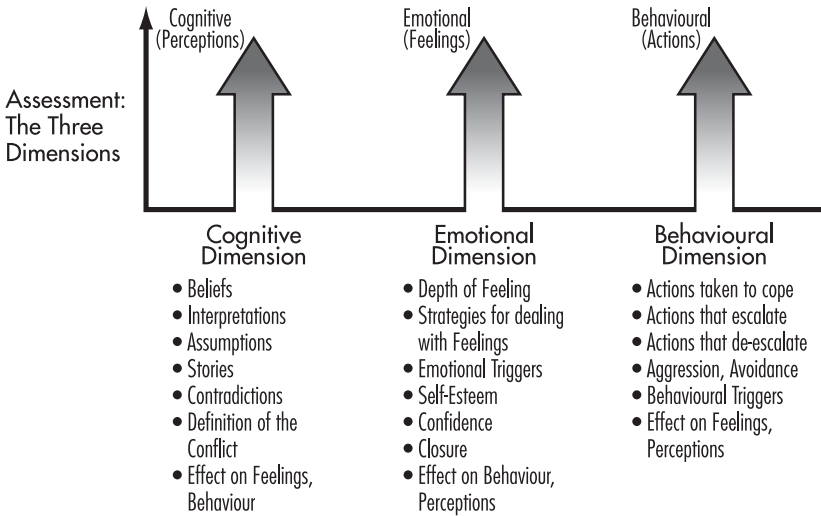 Cognitive
(Perceptions)
Emotional
(Feelings)
Behavioural
(Actions)
Assessment:
The Three
Dimensions
Cognitive
Dimension
• Beliefs
• Interpretations
• Assumptions
• Stories
• Contradictions
• Definition of the
Conflict
• Effect on Feelings,
Behaviour
Emotional
Dimension
• Depth of Feeling
• Strategies for dealing
with Feelings
• Emotional Triggers
• Self-Esteem
• Confidence
• Closure
• Effect on Behaviour,
Perceptions
Behavioural
Dimension
• Actions taken to cope
• Actions that escalate
• Actions that de-escalate
• Aggression, Avoidance
• Behavioural Triggers
• Effect on Feelings,
Perceptions